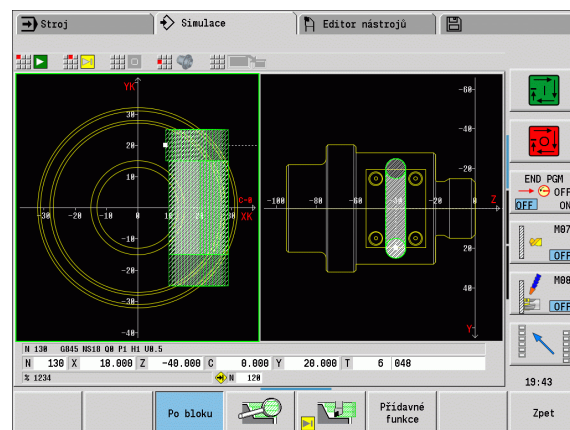 Stroj
Simulace
Editor nástrojů
YK
30
20
10
-30 -20 -10 0 10 20 30
C-0
XK
-10
-20
-30
-40
-60
-40
-20
-100 -80 -60 -40 -20 0
Z
20
40
Y
END PGM
OFF
OFF ON
M07
OFF
M08
OFF
N 130 G845 NS18 Q0 P1 H1 U0.5
N 130 X 18.000 Z -40.000 C 0.000 Y 20.000 T 6 048
% 1234
N 120
19:43
Po bloku
Přídavné
funkce
Zpet